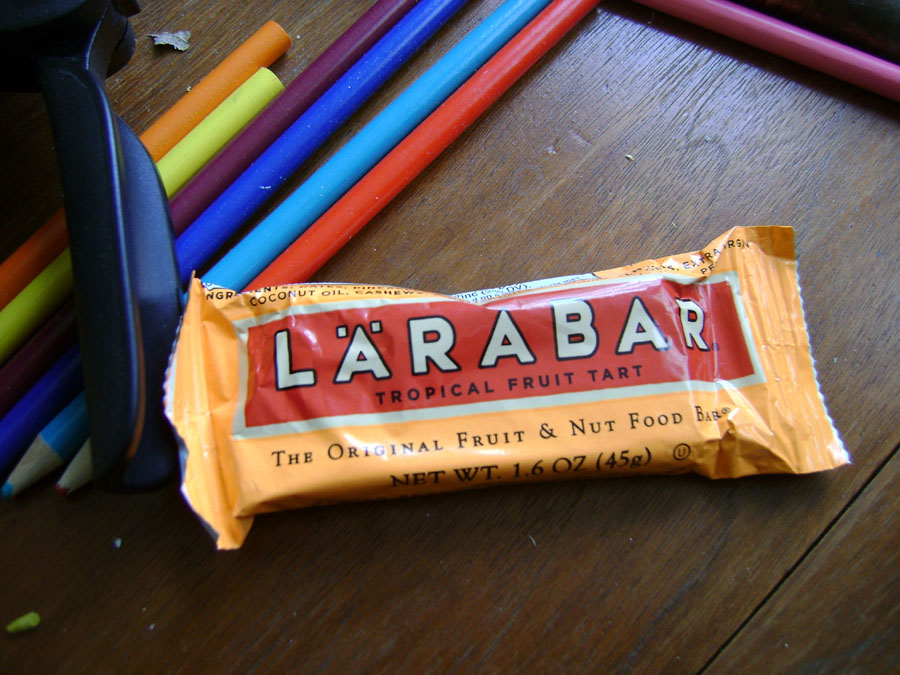 COCONUT OIL, CASHEW
EXTRA
LÄRABAR®
TROPICAL FRUIT TART
THE ORIGINAL FRUIT & NUT FOOD BAR®
NET WT. 1.6 OZ (45g) U